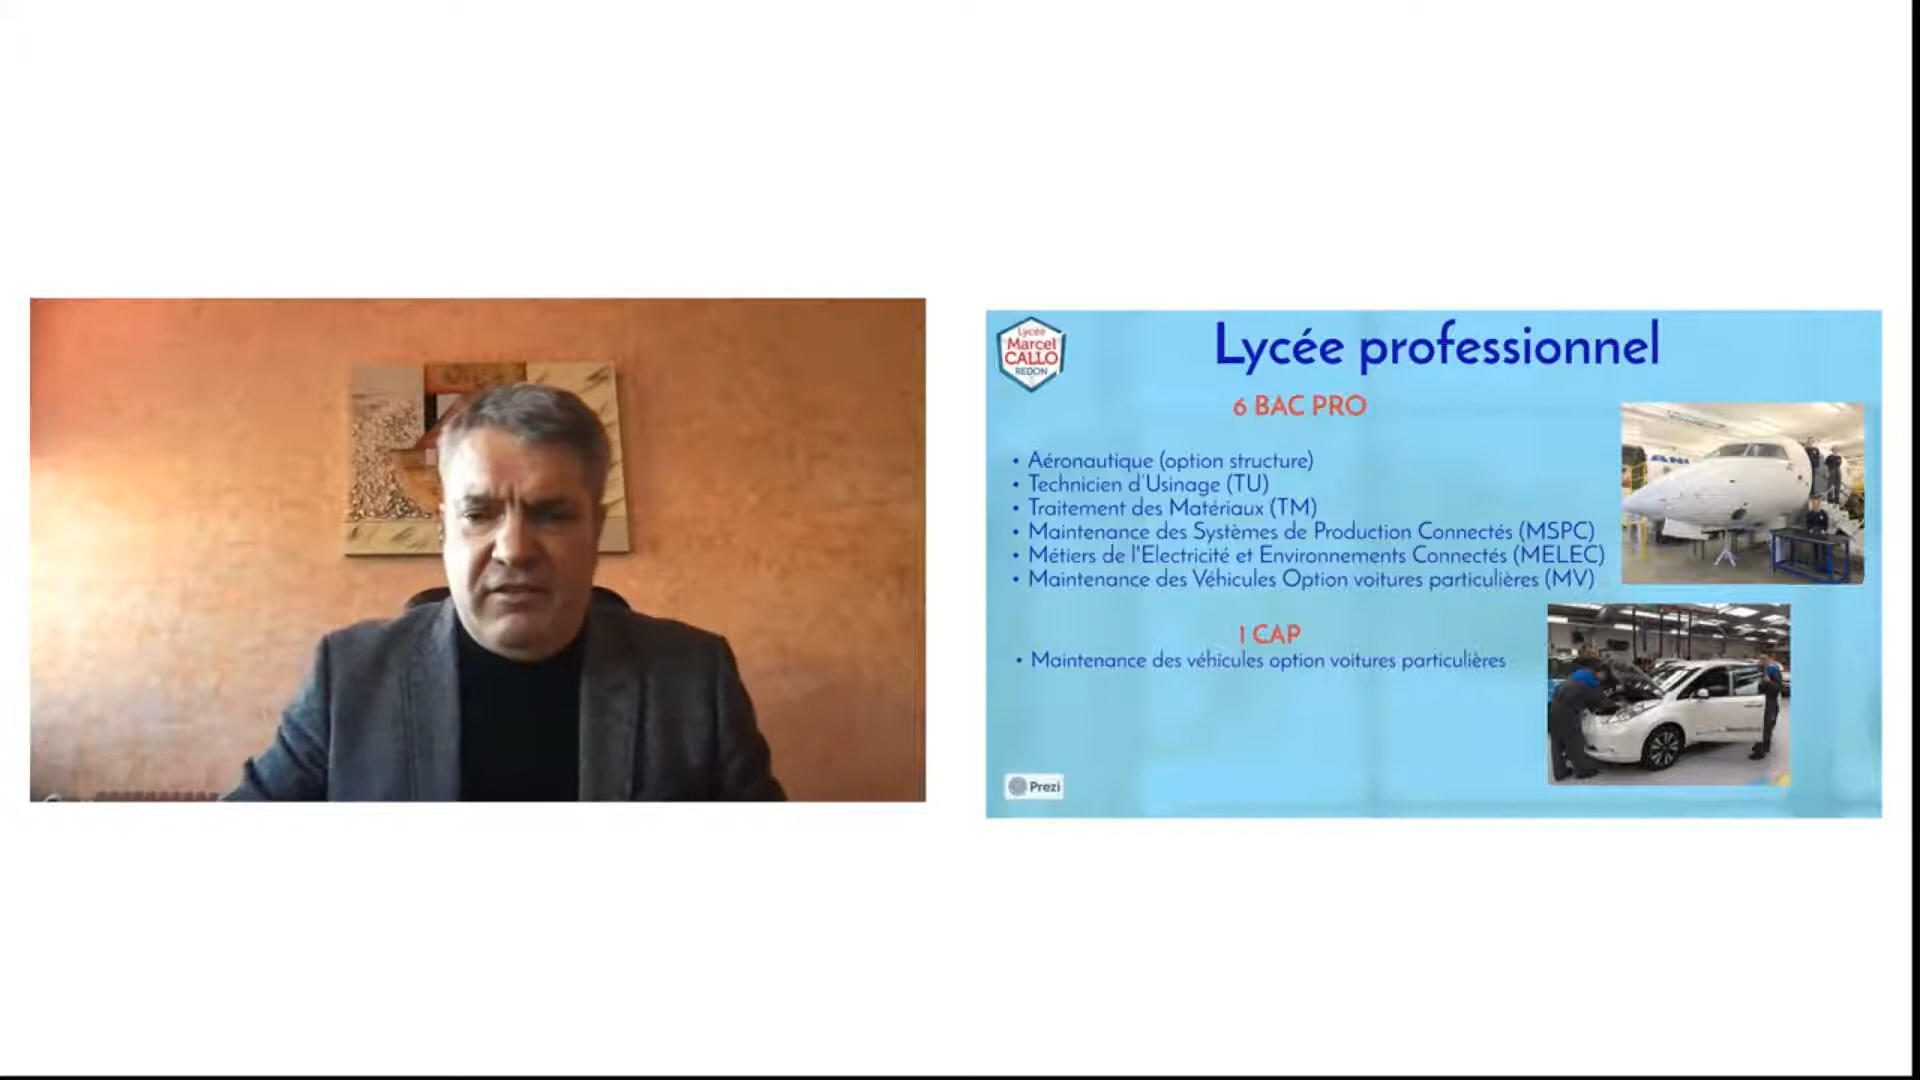 Lycée
Marcel
CALLO
REDON
Lycée professionnel
6 BAC PRO
• Aéronautique (option structure)
• Technicien d'Usinage (TU)
• Traitement des Matériaux (TM)
• Maintenance des Systèmes de Production Connectés (MSPC)
• Métiers de l'Electricité et Environnements Connectés (MELEC)
• Maintenance des Véhicules Option voitures particulières (MV)
1 CAP
• Maintenance des véhicules option voitures particulières
Prezi